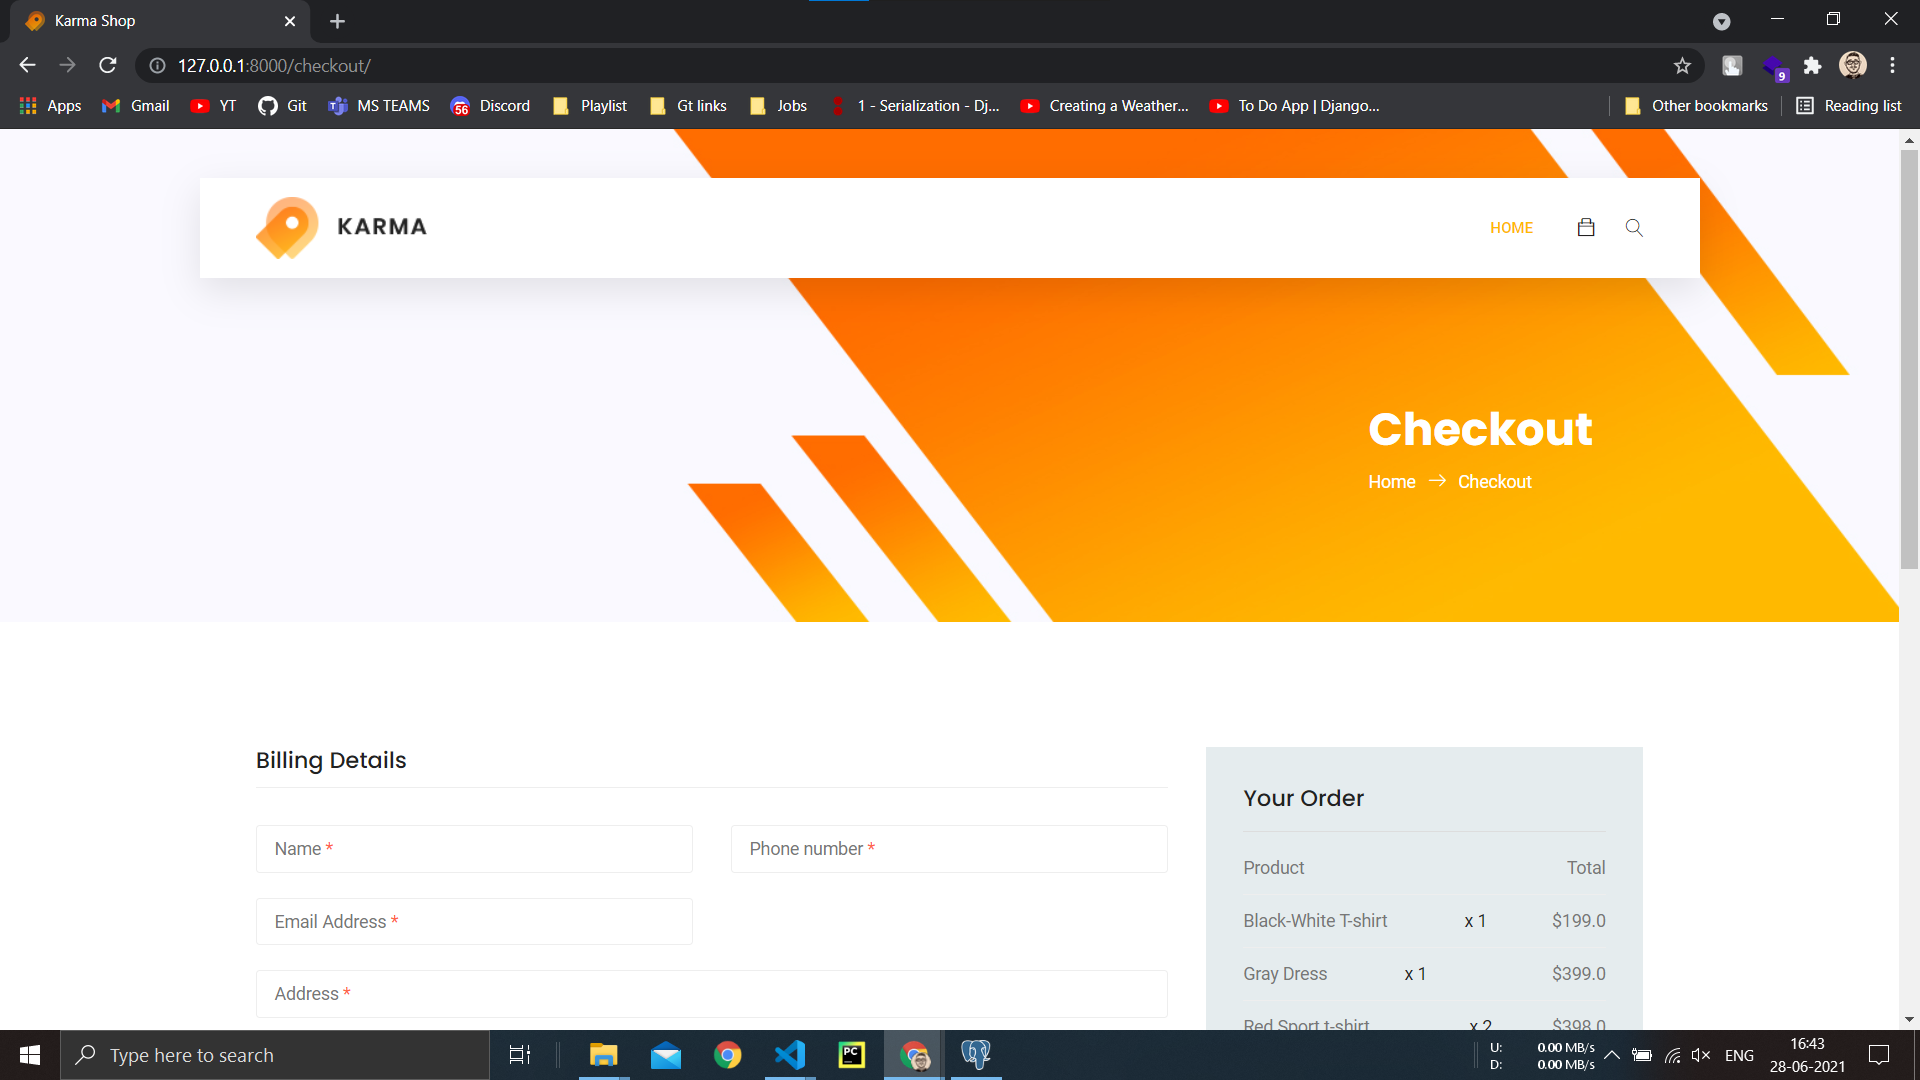 Karma Shop
127.0.0.1:8000/checkout/
9
Apps Gmail YT Git MS TEAMS 56 Discord Playlist Gt links Jobs 1 - Serialization - Dj... Creating a Weather... To Do App | Django... Other bookmarks Reading list
KARMA HOME
Checkout
Home → Checkout
Billing Details
Name *
Phone number *
Email Address *
Address *
Your Order
Product Total
Black-White T-shirt x 1 $199.0
Gray Dress x 1 $399.0
Red Sport t-shirt x 2 $398.0
Type here to search
PC
U: 0.00 MB/s
D: 0.00 MB/s
ENG
16:43
28-06-2021